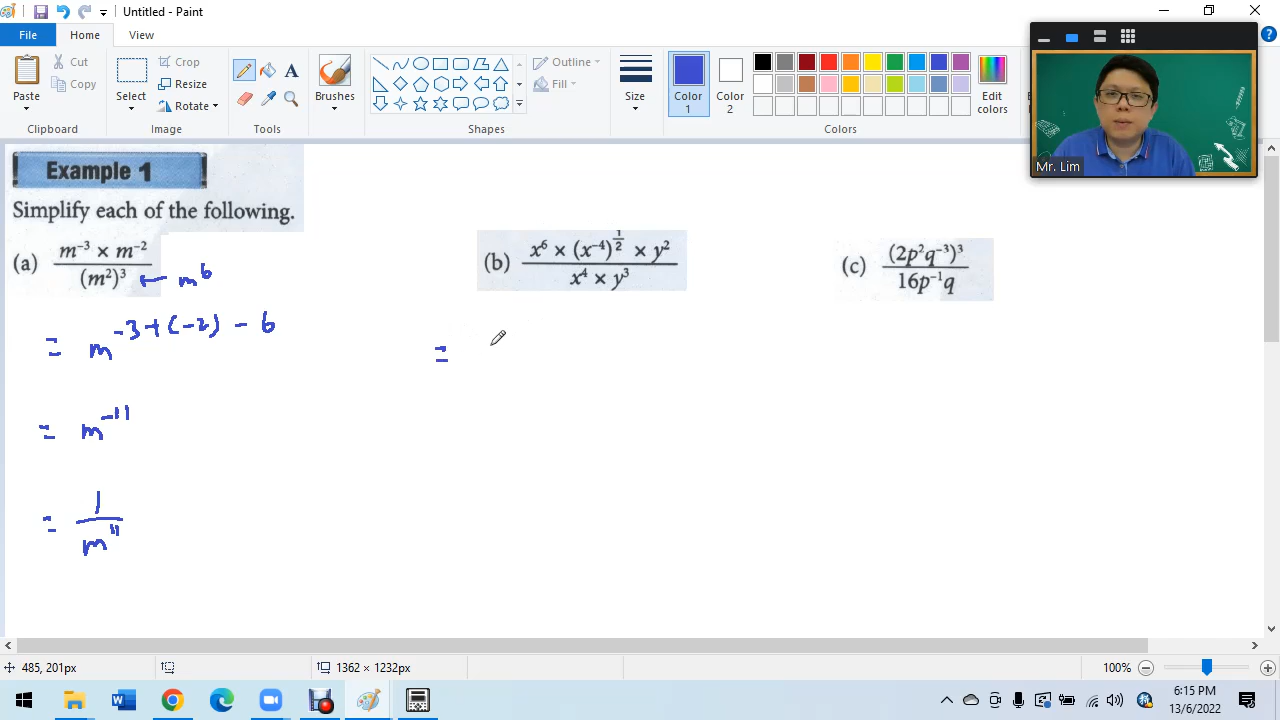 Untitled - Paint
File Home View
Paste
Cut
Copy
Clipboard
Select
Crop
Resize
Rotate
Image
Tools
Brushes
Outline
Fill
Shapes
Size
Color 1
Color 2
Edit colors
Colors
Mr. Lim
Example 1
Simplify each of the following.
(a) m⁻³ × m⁻² / (m²)³ ← m⁶
= m^(-3+(-2)-6)
= m⁻¹¹
= 1/m¹¹
(b) x⁶ × (x⁻⁴)^(1/2) × y² / x⁴ × y³
=
(c) (2p²q⁻³)³ / 16p⁻¹q
485, 201px
1362 × 1232px
100%
6:15 PM
13/6/2022